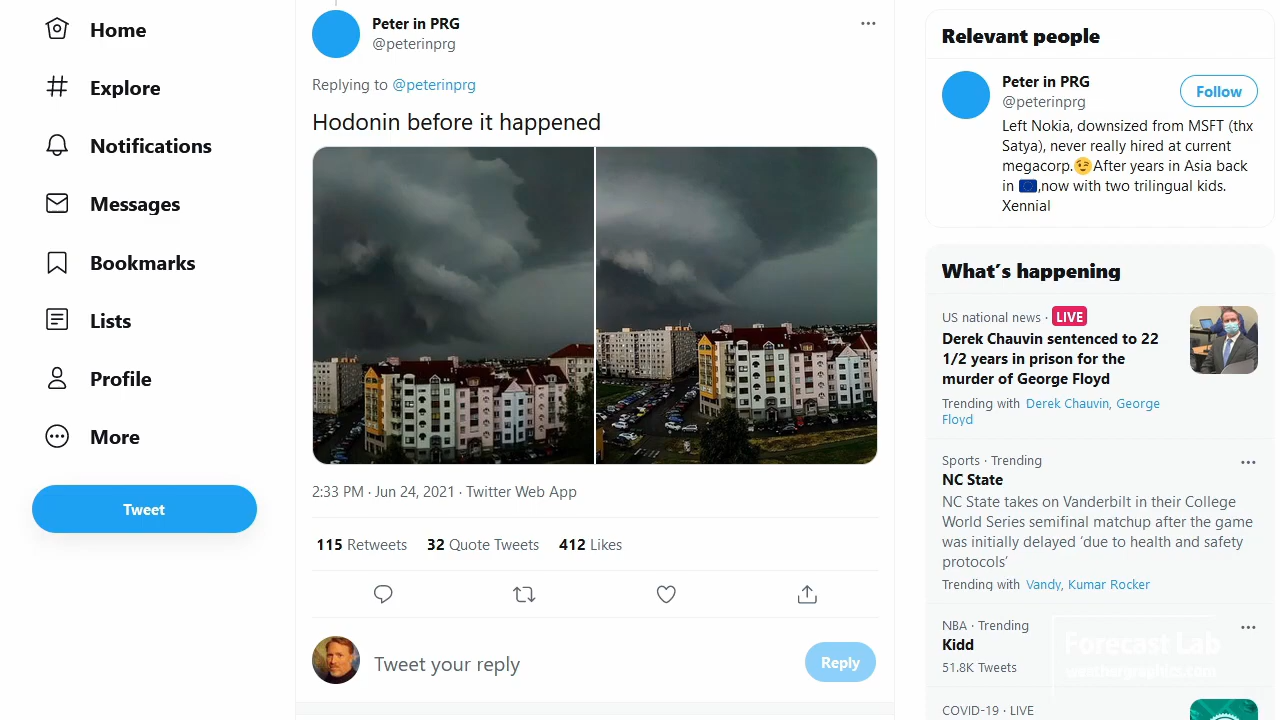 Home
Explore
Notifications
Messages
Bookmarks
Lists
Profile
More
Tweet
Peter in PRG
@peterinprg
Replying to @peterinprg
Hodonin before it happened
2:33 PM · Jun 24, 2021 · Twitter Web App
115 Retweets 32 Quote Tweets 412 Likes
Tweet your reply
Reply
Relevant people
Peter in PRG
@peterinprg
Follow
Left Nokia, downsized from MSFT (thx
Satya), never really hired at current
megacorp.😉After years in Asia back
in 🇪🇺,now with two trilingual kids.
Xennial
What's happening
US national news · LIVE
Derek Chauvin sentenced to 22
1/2 years in prison for the
murder of George Floyd
Trending with Derek Chauvin, George
Floyd
Sports · Trending
NC State
NC State takes on Vanderbilt in their College
World Series semifinal matchup after the game
was initially delayed ‘due to health and safety
protocols’
Trending with Vandy, Kumar Rocker
NBA · Trending
Kidd
51.8K Tweets
Forecast Lab
weathergraphics.com
COVID-19 · LIVE